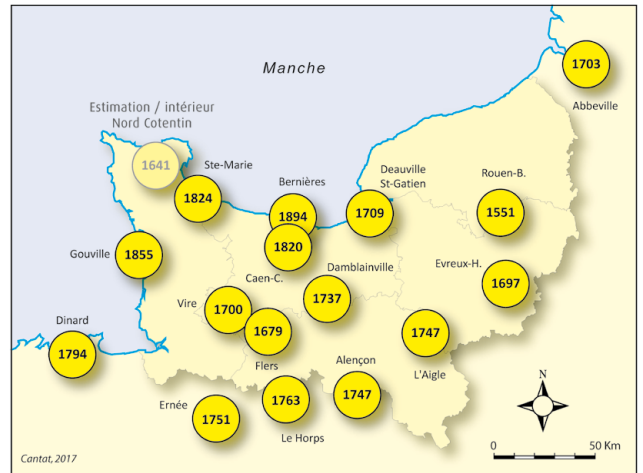 Manche
1703
Abbeville
Estimation / intérieur
Nord Cotentin
1641
Ste-Marie
1824
Bernières
1894
1820
Caen-C.
Deauville
St-Gatien
1709
Rouen-B.
1551
Gouville
1855
Damblainville
1737
Evreux-H.
1697
Vire
1700
1679
Flers
Dinard
1794
1747
L'Aigle
Alençon
1747
Ernée
1751
1763
Le Horps
N
0
50 Km
Cantat, 2017